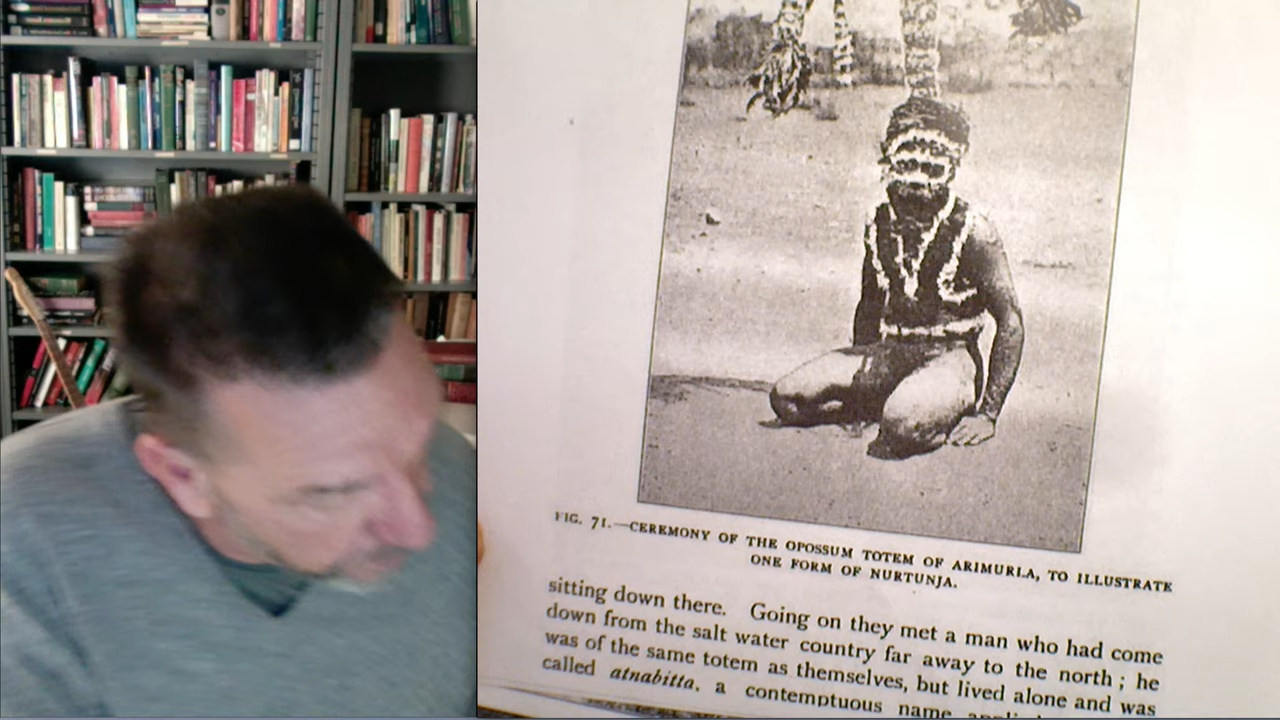 FIG. 71.—CEREMONY OF THE OPOSSUM TOTEM OF ARIMURLA, TO ILLUSTRATE
ONE FORM OF NURTUNJA.
sitting down there. Going on they met a man who had come
down from the salt water country far away to the north ; he
was of the same totem as themselves, but lived alone and was
called atnabitta, a contemptuous name